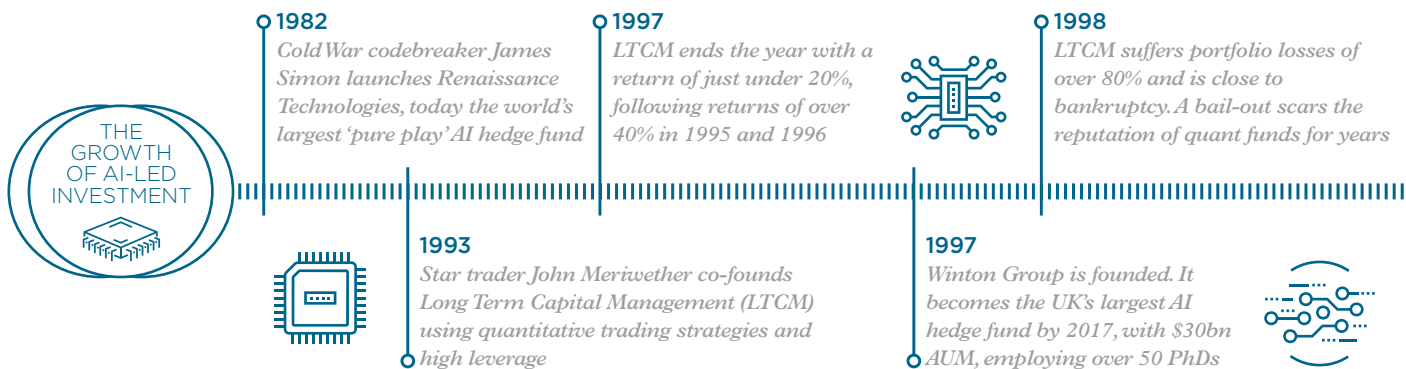 THE
GROWTH
OF AI-LED
INVESTMENT
1982
Cold War codebreaker James
Simon launches Renaissance
Technologies, today the world's
largest ‘pure play’ AI hedge fund
1993
Star trader John Meriwether co-founds
Long Term Capital Management (LTCM)
using quantitative trading strategies and
high leverage
1997
LTCM ends the year with a
return of just under 20%,
following returns of over
40% in 1995 and 1996
1997
Winton Group is founded. It
becomes the UK's largest AI
hedge fund by 2017, with $30bn
AUM, employing over 50 PhDs
1998
LTCM suffers portfolio losses of
over 80% and is close to
bankruptcy. A bail-out scars the
reputation of quant funds for years